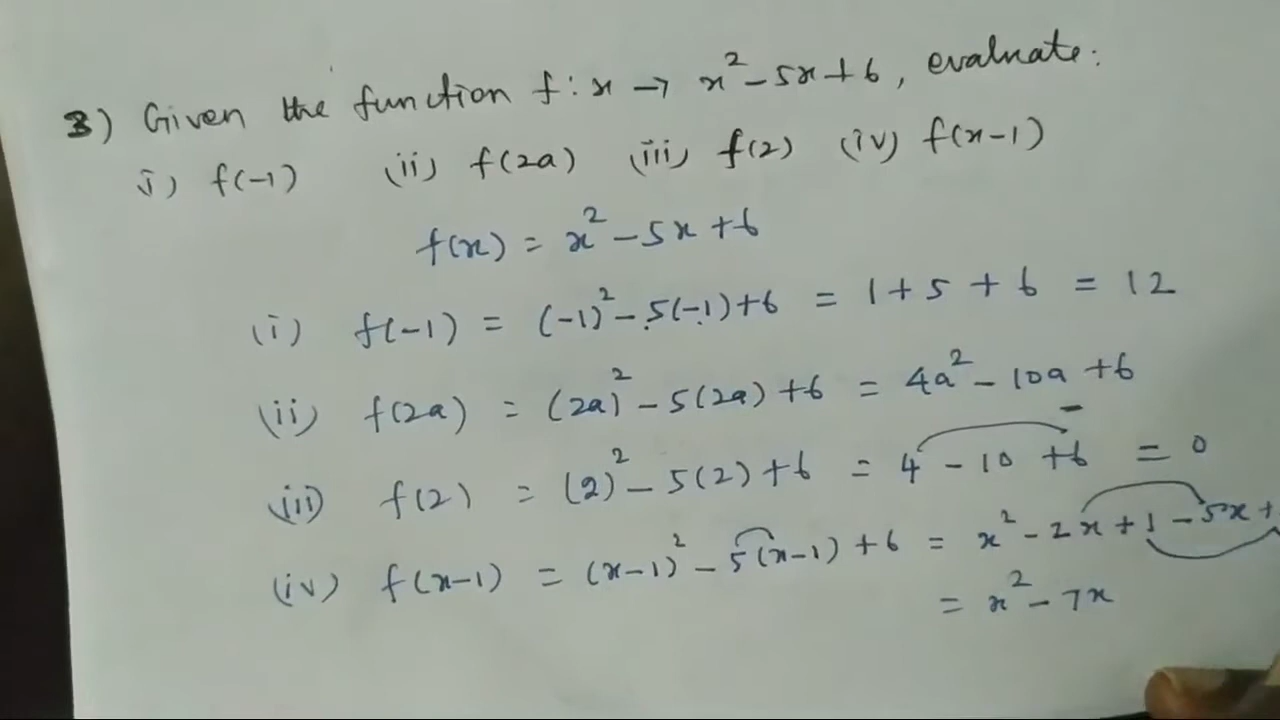 3) Given the function f : x → x² - 5x + 6, evaluate:
i) f(-1) (ii) f(2a) (iii) f(2) (iv) f(x-1)
f(x) = x² - 5x + 6
(i) f(-1) = (-1)² - 5(-1) + 6 = 1 + 5 + 6 = 12
(ii) f(2a) = (2a)² - 5(2a) + 6 = 4a² - 10a + 6
(iii) f(2) = (2)² - 5(2) + 6 = 4 - 10 + 6 = 0
(iv) f(x-1) = (x-1)² - 5(x-1) + 6 = x² - 2x + 1 - 5x +
= x² - 7x